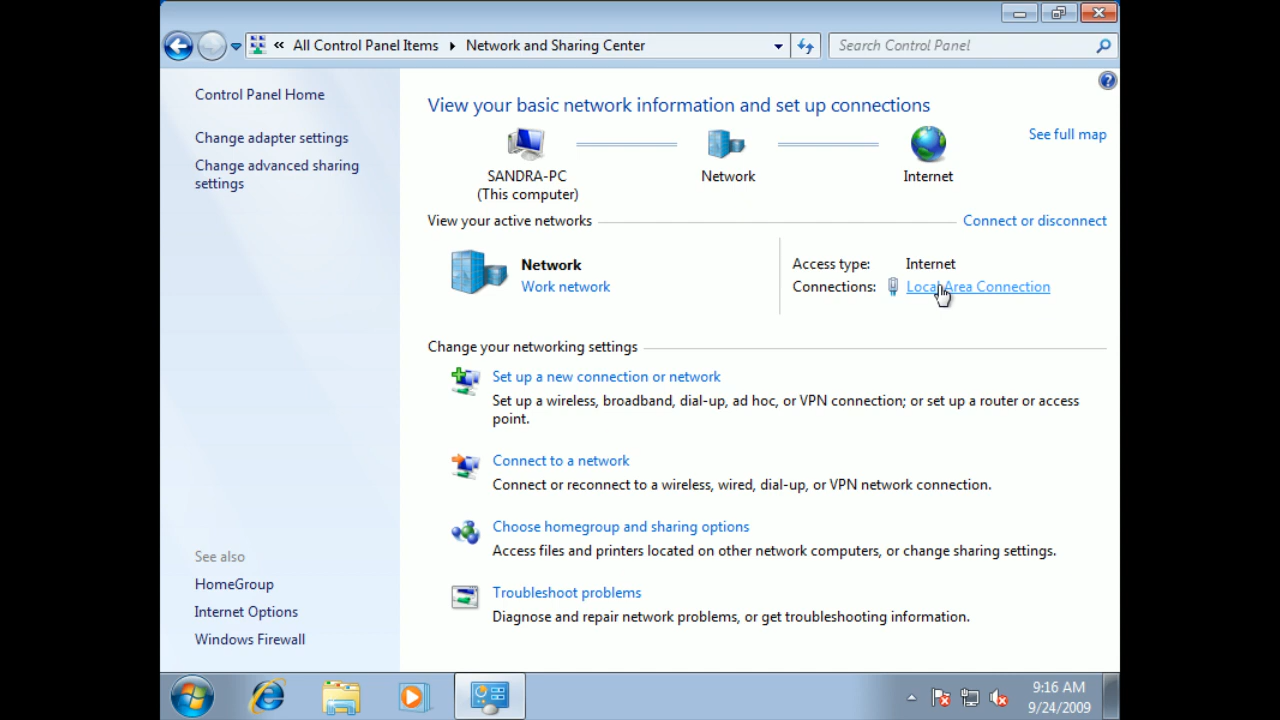 « All Control Panel Items ▸ Network and Sharing Center
Search Control Panel
Control Panel Home
Change adapter settings
Change advanced sharing
settings
See also
HomeGroup
Internet Options
Windows Firewall
View your basic network information and set up connections
See full map
SANDRA-PC
(This computer)
Network
Internet
View your active networks
Connect or disconnect
Network
Work network
Access type: Internet
Connections: Local Area Connection
Change your networking settings
Set up a new connection or network
Set up a wireless, broadband, dial-up, ad hoc, or VPN connection; or set up a router or access
point.
Connect to a network
Connect or reconnect to a wireless, wired, dial-up, or VPN network connection.
Choose homegroup and sharing options
Access files and printers located on other network computers, or change sharing settings.
Troubleshoot problems
Diagnose and repair network problems, or get troubleshooting information.
9:16 AM
9/24/2009